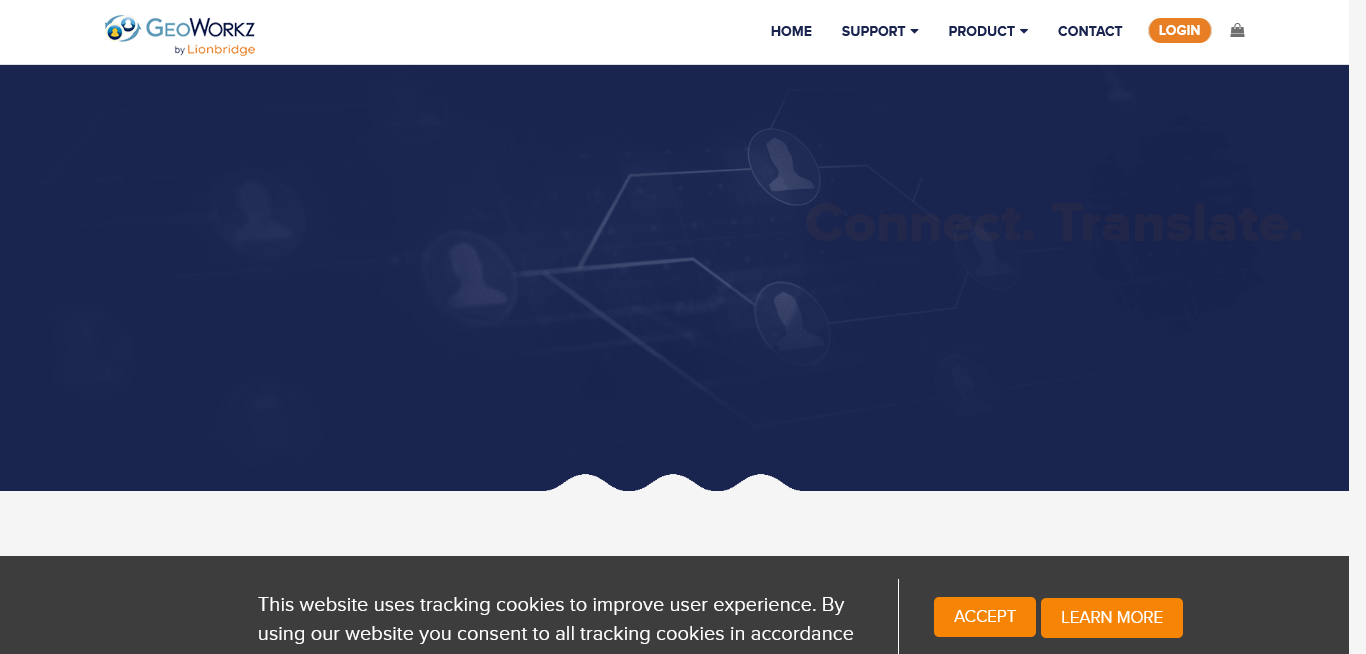 GEOWORKZ
by Lionbridge
HOME SUPPORT PRODUCT CONTACT LOGIN
Connect. Translate.
This website uses tracking cookies to improve user experience. By
using our website you consent to all tracking cookies in accordance
ACCEPT LEARN MORE